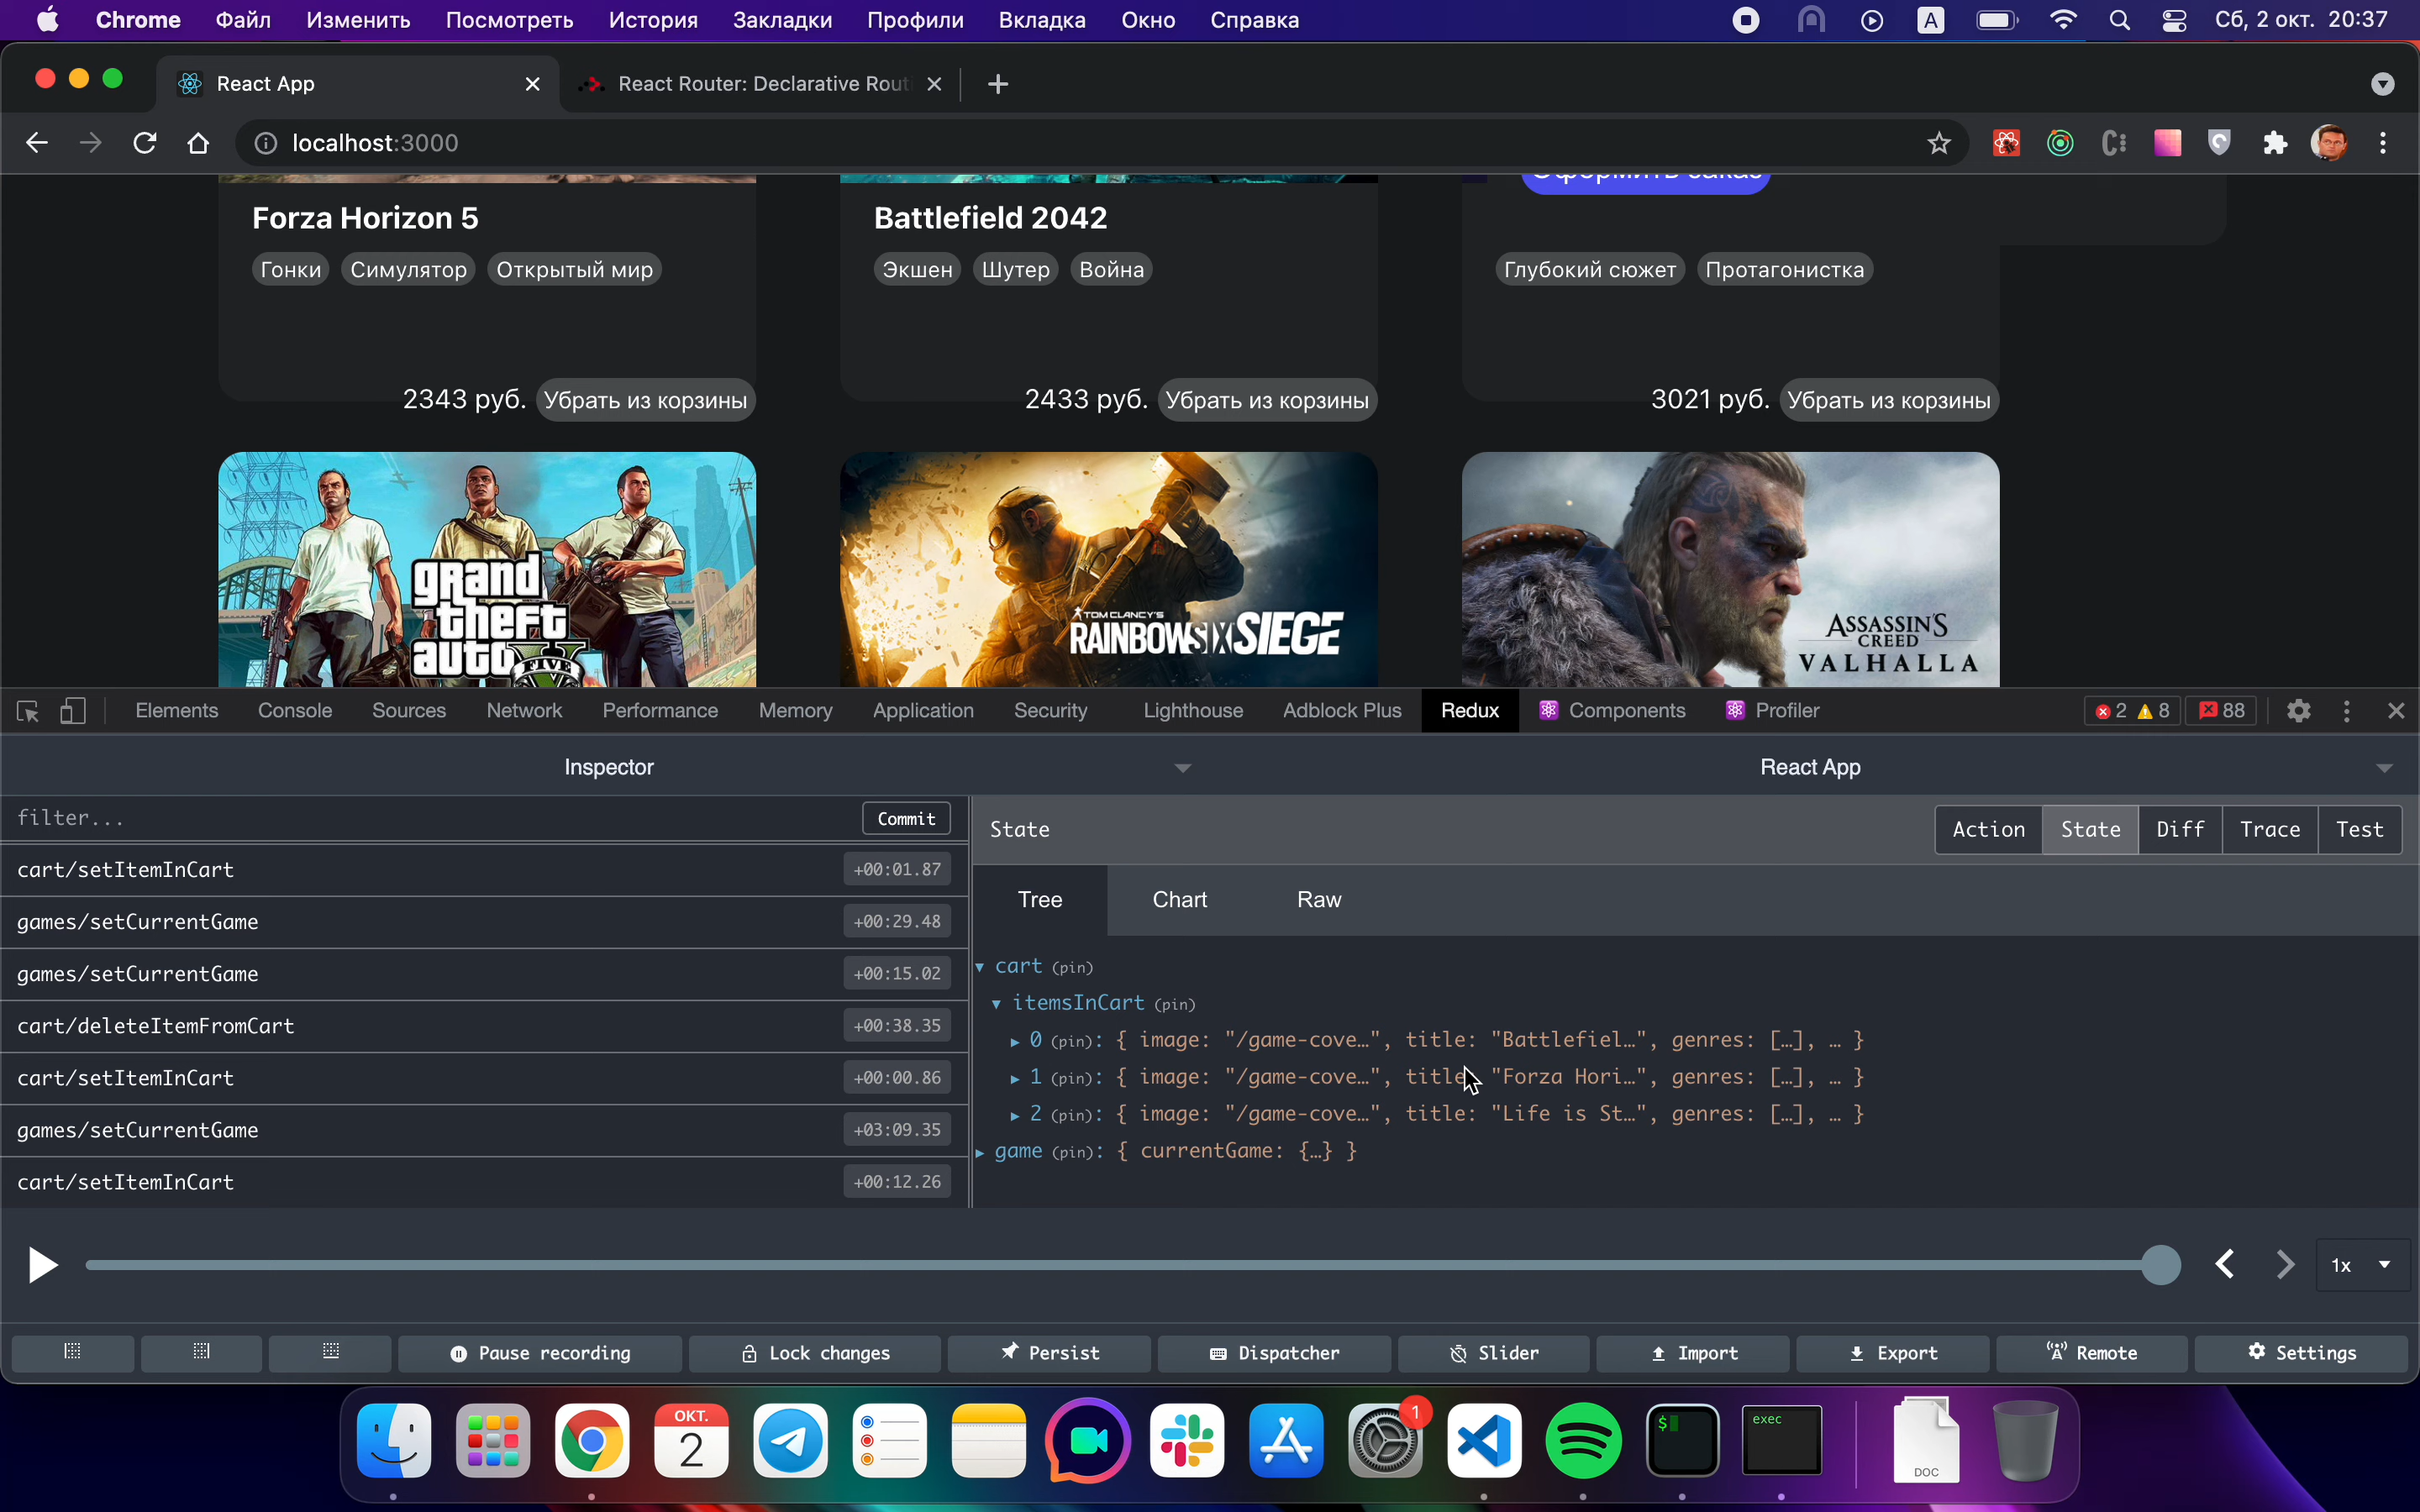 Chrome Файл Изменить Посмотреть История Закладки Профили Вкладка Окно Справка A Сб, 2 окт. 20:37
React App React Router: Declarative Routi
localhost:3000
Оформить заказ
Forza Horizon 5
Гонки Симулятор Открытый мир
2343 руб. Убрать из корзины
Battlefield 2042
Экшен Шутер Война
2433 руб. Убрать из корзины
Глубокий сюжет Протагонистка
3021 руб. Убрать из корзины
grand
theft
auto
FIVE
TOM CLANCY'S
RAINBOW SIX SIEGE
ASSASSIN'S
CREED
VALHALLA
Elements Console Sources Network Performance Memory Application Security Lighthouse Adblock Plus Redux Components Profiler 2 8 88
Inspector React App
filter... Commit
cart/setItemInCart +00:01.87
games/setCurrentGame +00:29.48
games/setCurrentGame +00:15.02
cart/deleteItemFromCart +00:38.35
cart/setItemInCart +00:00.86
games/setCurrentGame +03:09.35
cart/setItemInCart +00:12.26
State Action State Diff Trace Test
Tree Chart Raw
cart (pin)
itemsInCart (pin)
0 (pin): { image: "/game-cove…", title: "Battlefiel…", genres: […], … }
1 (pin): { image: "/game-cove…", title: "Forza Hori…", genres: […], … }
2 (pin): { image: "/game-cove…", title: "Life is St…", genres: […], … }
game (pin): { currentGame: {…} }
1x
Pause recording Lock changes Persist Dispatcher Slider Import Export Remote Settings
ОКТ.
2
1
$
exec
DOC